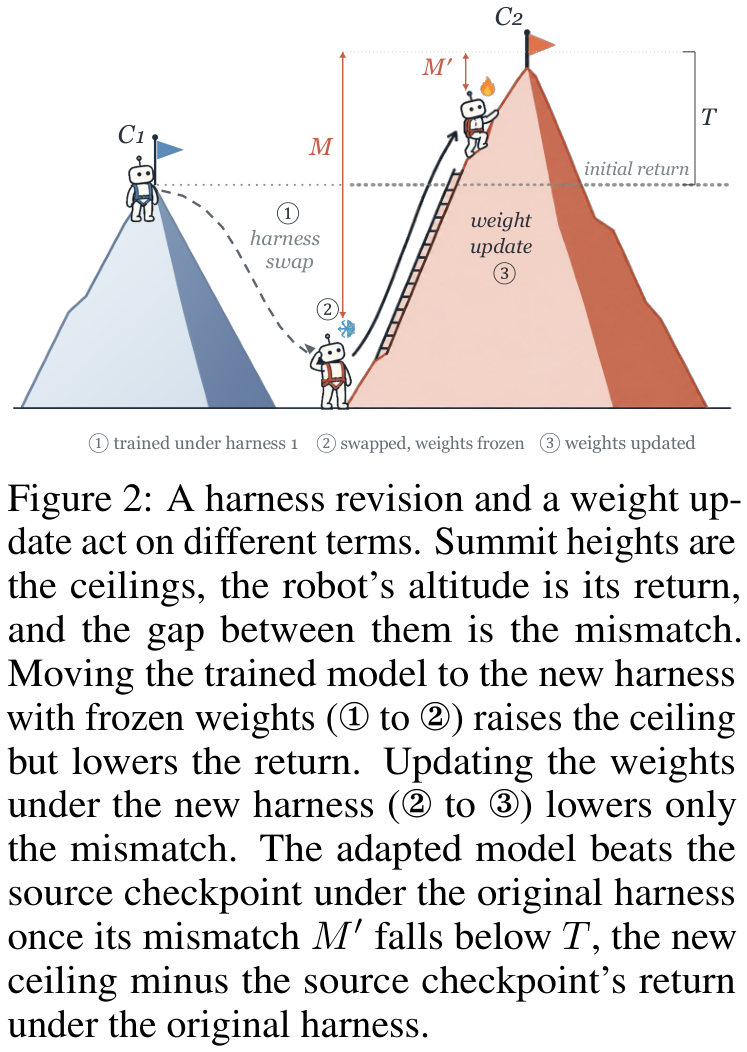 C2
M′
C1
T
M
initial return
①
harness
swap
weight
update
③
②
① trained under harness 1 ② swapped, weights frozen ③ weights updated
Figure 2: A harness revision and a weight up-
date act on different terms. Summit heights are
the ceilings, the robot's altitude is its return,
and the gap between them is the mismatch.
Moving the trained model to the new harness
with frozen weights (① to ②) raises the ceiling
but lowers the return. Updating the weights
under the new harness (② to ③) lowers only
the mismatch. The adapted model beats the
source checkpoint under the original harness
once its mismatch M′ falls below T, the new
ceiling minus the source checkpoint's return
under the original harness.